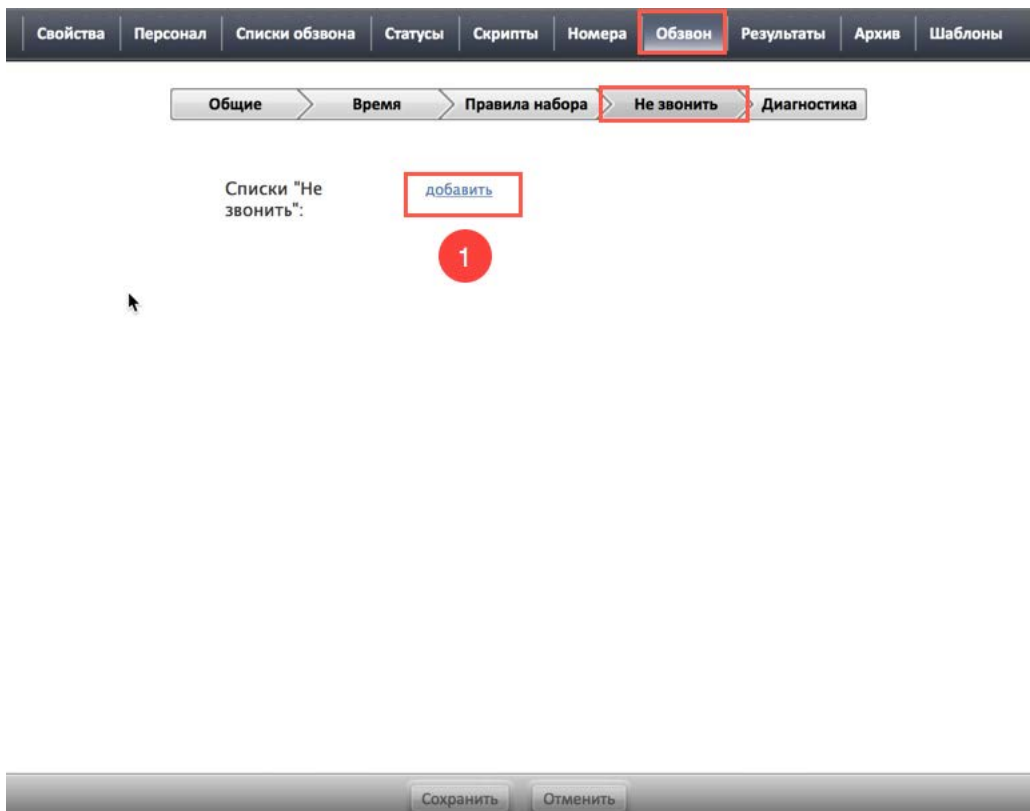 Свойства Персонал Списки обзвона Статусы Скрипты Номера Обзвон Результаты Архив Шаблоны
Общие Время Правила набора Не звонить Диагностика
Списки "Не добавить
звонить":
1
Сохранить Отменить